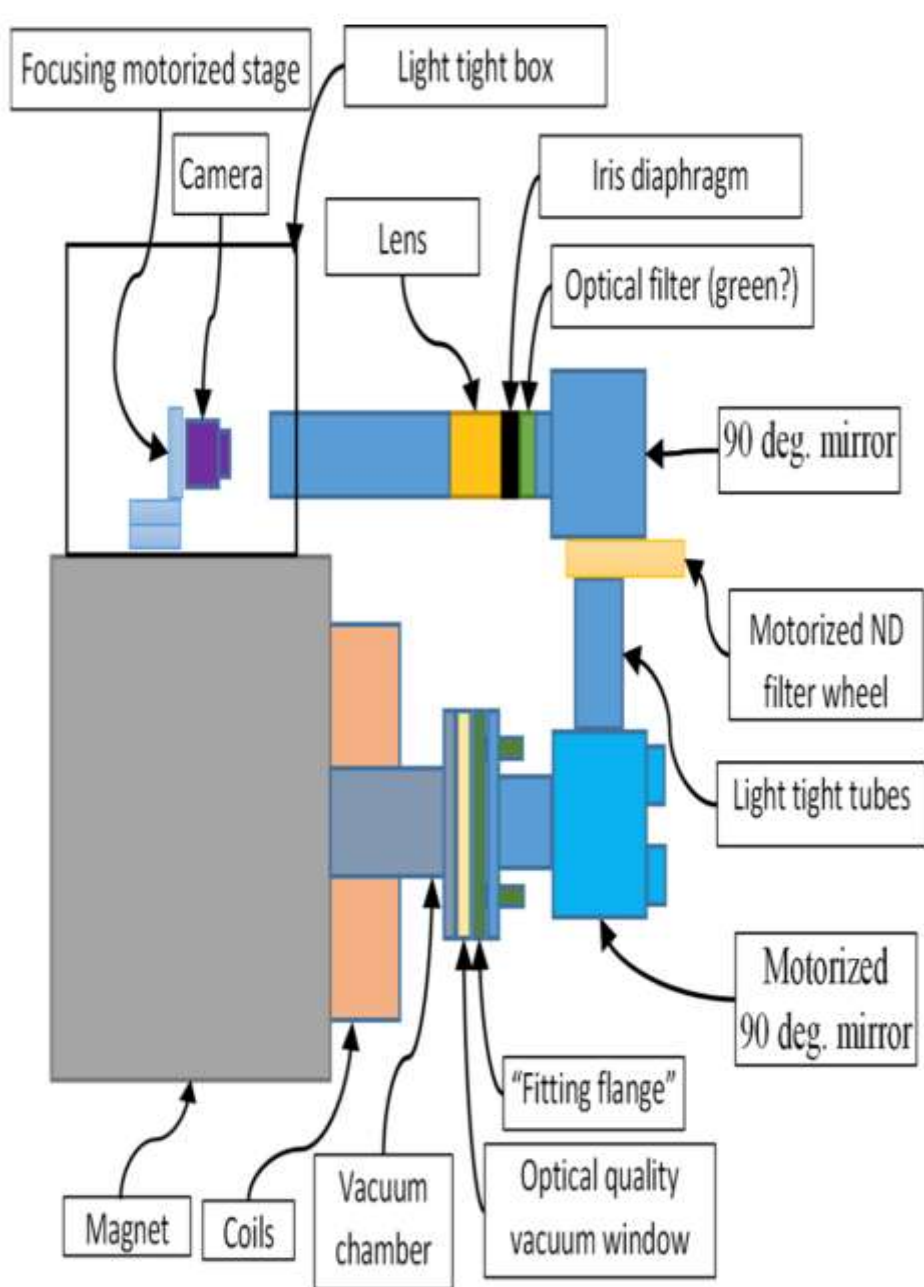 Focusing motorized stage
Light tight box
Camera
Iris diaphragm
Lens
Optical filter (green?)
90 deg. mirror
Motorized ND
filter wheel
Light tight tubes
Motorized
90 deg. mirror
“Fitting flange”
Optical quality
vacuum window
Vacuum
chamber
Coils
Magnet